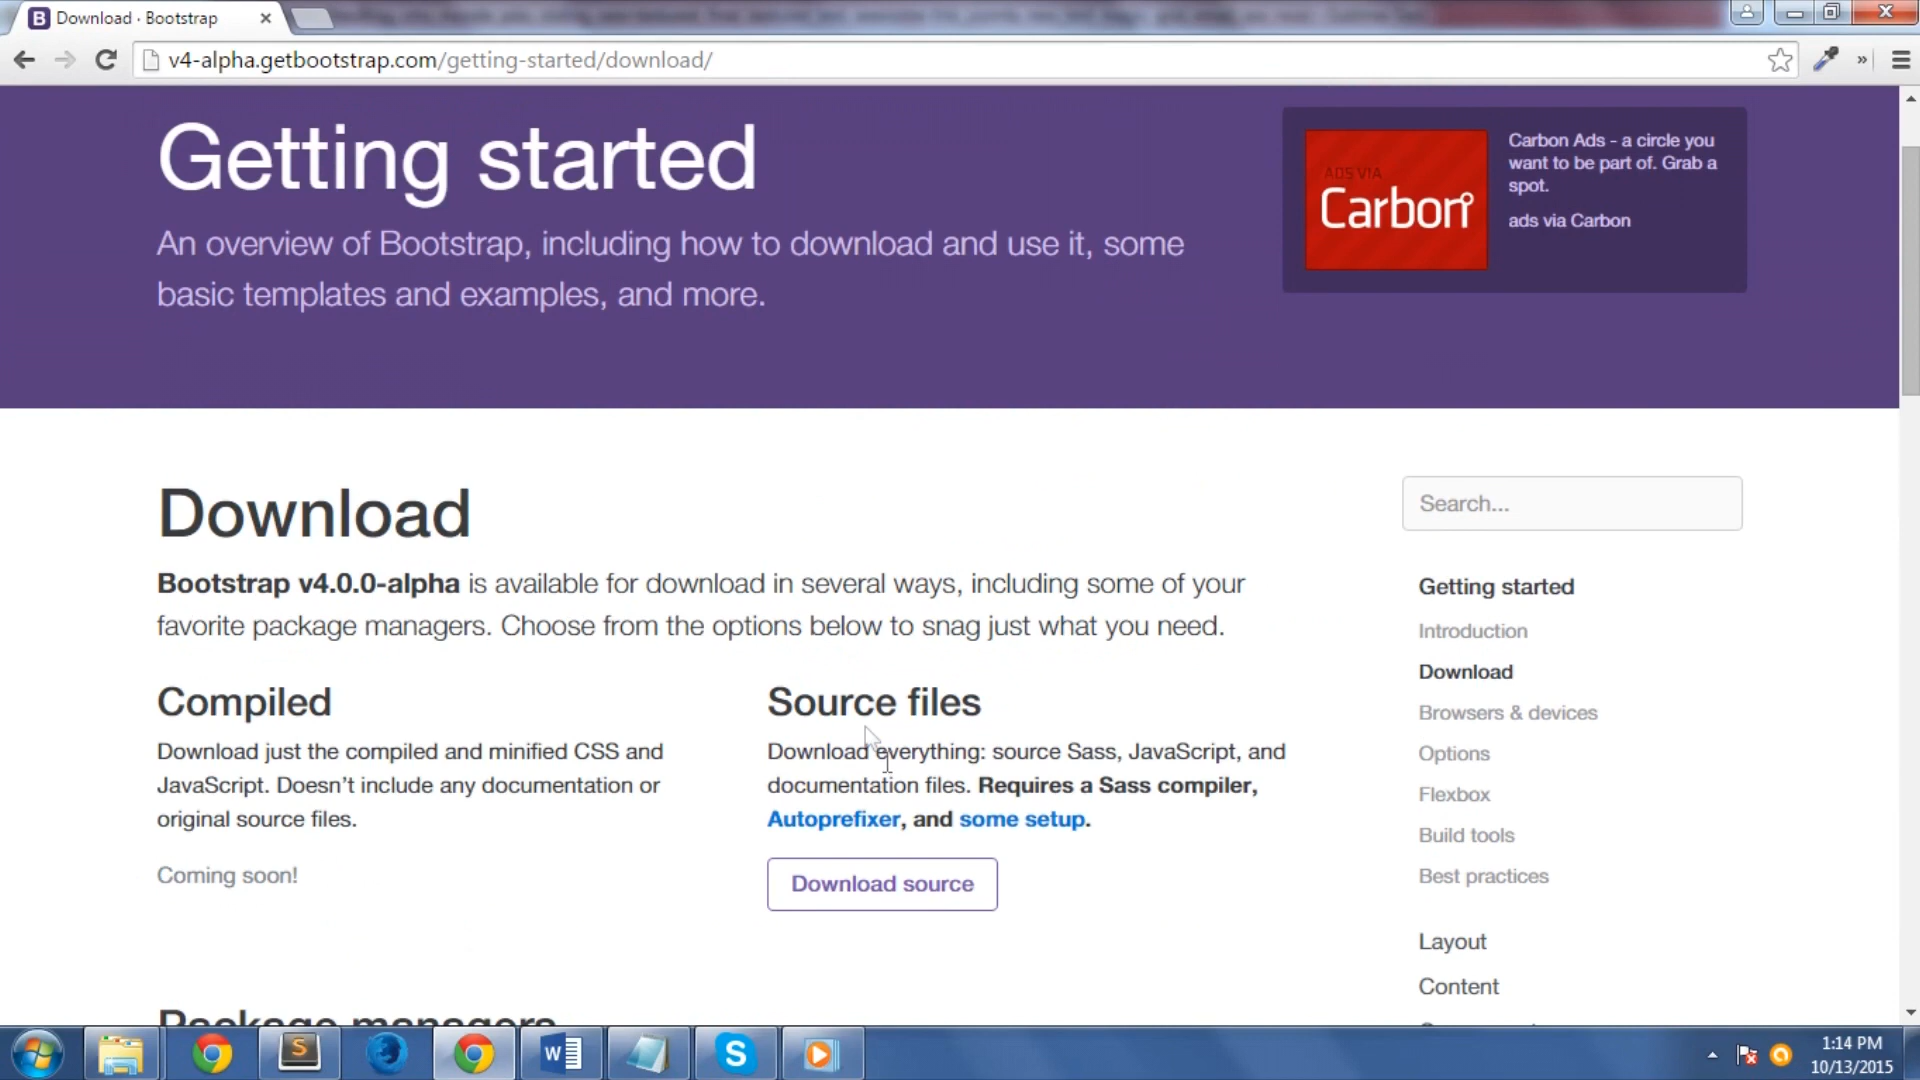 Download · Bootstrap
v4-alpha.getbootstrap.com/getting-started/download/
Getting started
An overview of Bootstrap, including how to download and use it, some
basic templates and examples, and more.
ADS VIA
Carbon
Carbon Ads - a circle you
want to be part of. Grab a
spot.
ads via Carbon
Download
Bootstrap v4.0.0-alpha is available for download in several ways, including some of your
favorite package managers. Choose from the options below to snag just what you need.
Compiled
Download just the compiled and minified CSS and
JavaScript. Doesn't include any documentation or
original source files.
Coming soon!
Source files
Download everything: source Sass, JavaScript, and
documentation files. Requires a Sass compiler,
Autoprefixer, and some setup.
Download source
Package managers
Search...
Getting started
Introduction
Download
Browsers & devices
Options
Flexbox
Build tools
Best practices
Layout
Content
1:14 PM
10/13/2015